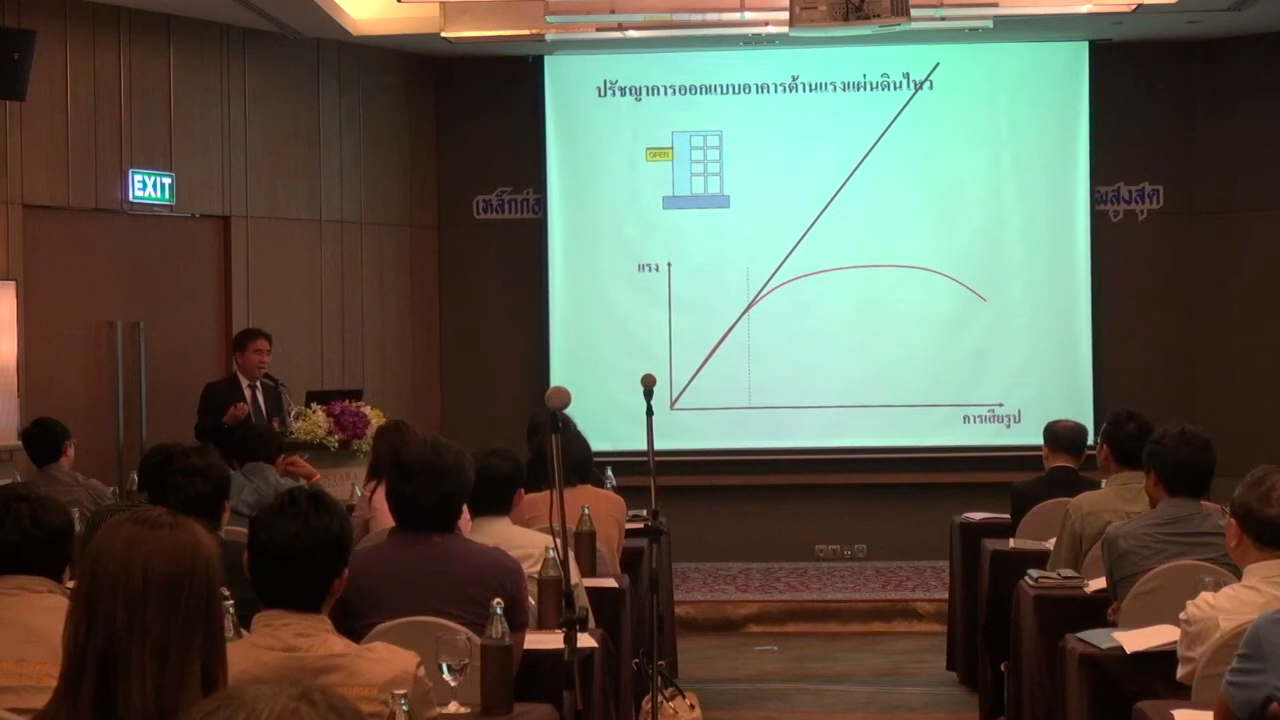 ปรัชญาการออกแบบอาคารต้านแรงแผ่นดินไหว
OPEN
EXIT
เหล็กก่อ
มสูงสุด
แรง
การเสียรูป
NTARA